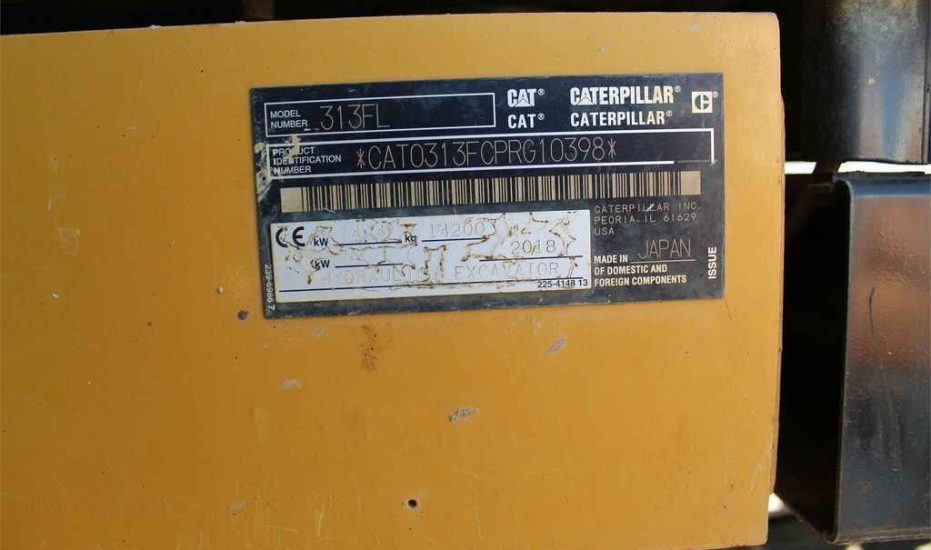 MODEL NUMBER 313FL
CAT® CATERPILLAR® C®
CAT® CATERPILLAR®
PRODUCT IDENTIFICATION NUMBER *CAT0313FCPRG10398*
CATERPILLAR INC.
PEORIA, IL 61629
USA
CE kW kg 14200
kW 2018
HYDRAULIC EXCAVATOR
225-4148 13
MADE IN JAPAN
OF DOMESTIC AND
FOREIGN COMPONENTS
ISSUE